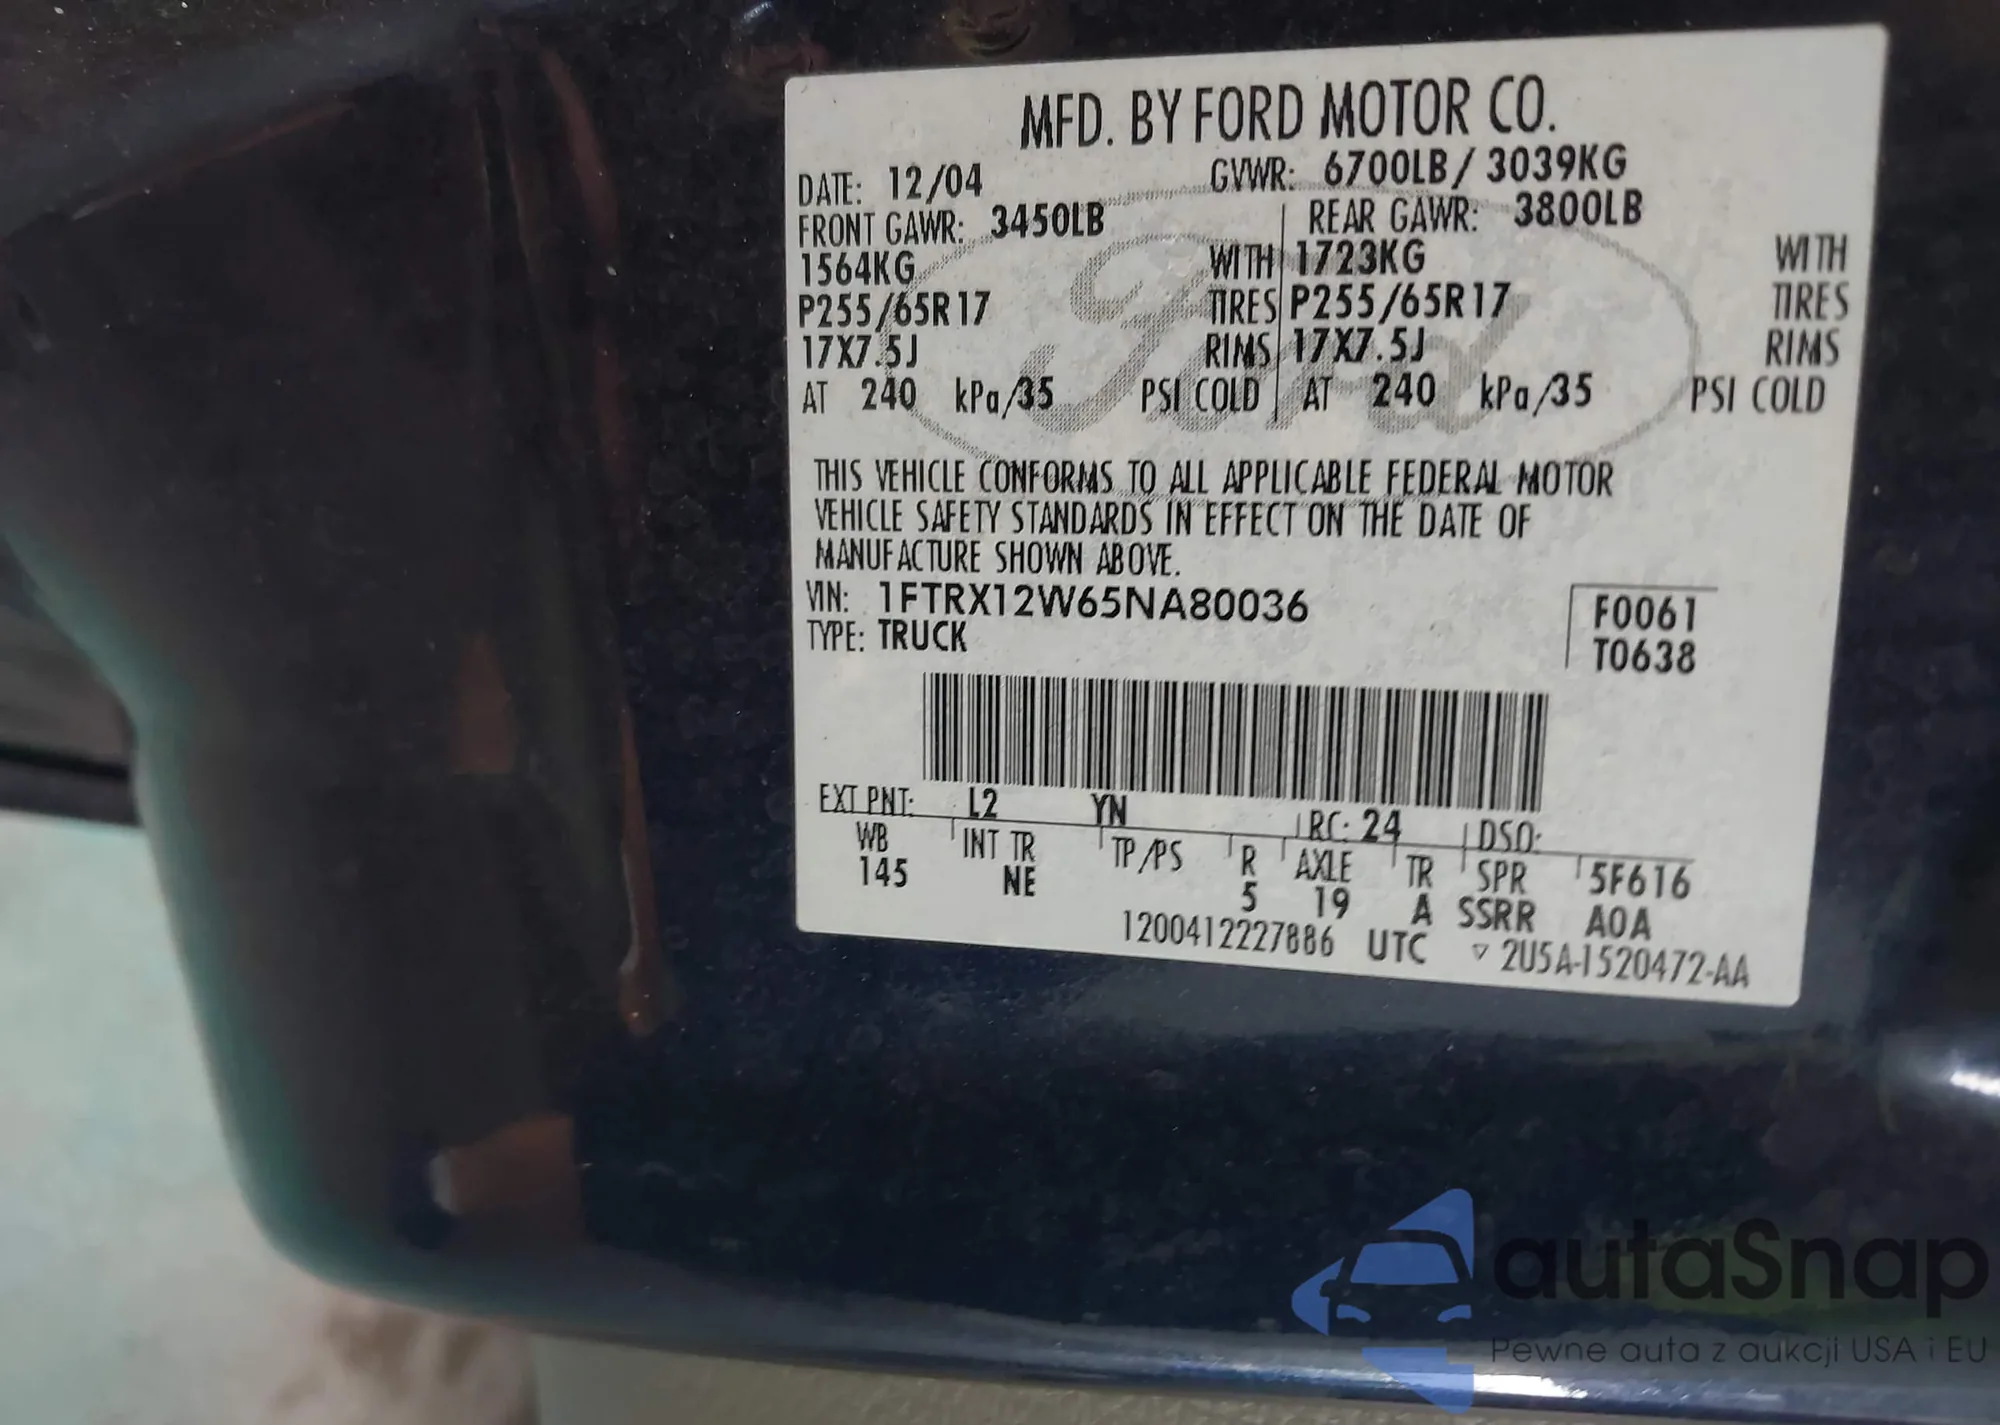 MFD. BY FORD MOTOR CO.
DATE: 12/04 GVWR: 6700LB/ 3039KG
FRONT GAWR: 3450LB REAR GAWR: 3800LB
1564KG WITH 1723KG WITH
P255/65R17 TIRES P255/65R17 TIRES
17X7.5J RIMS 17X7.5J RIMS
AT 240 kPa/35 PSI COLD AT 240 kPa/35 PSI COLD
Ford
THIS VEHICLE CONFORMS TO ALL APPLICABLE FEDERAL MOTOR
VEHICLE SAFETY STANDARDS IN EFFECT ON THE DATE OF
MANUFACTURE SHOWN ABOVE.
VIN: 1FTRX12W65NA80036 F0061
TYPE: TRUCK T0638
EXT PNT: L2 YN RC: 24 DSO:
WB INT TR TP/PS R AXLE TR SPR 5F616
145 NE 5 19 A SSRR A0A
1200412227886 UTC ▽ 2U5A-1520472-AA
autaSnap
Pewne auta z aukcji USA i EU